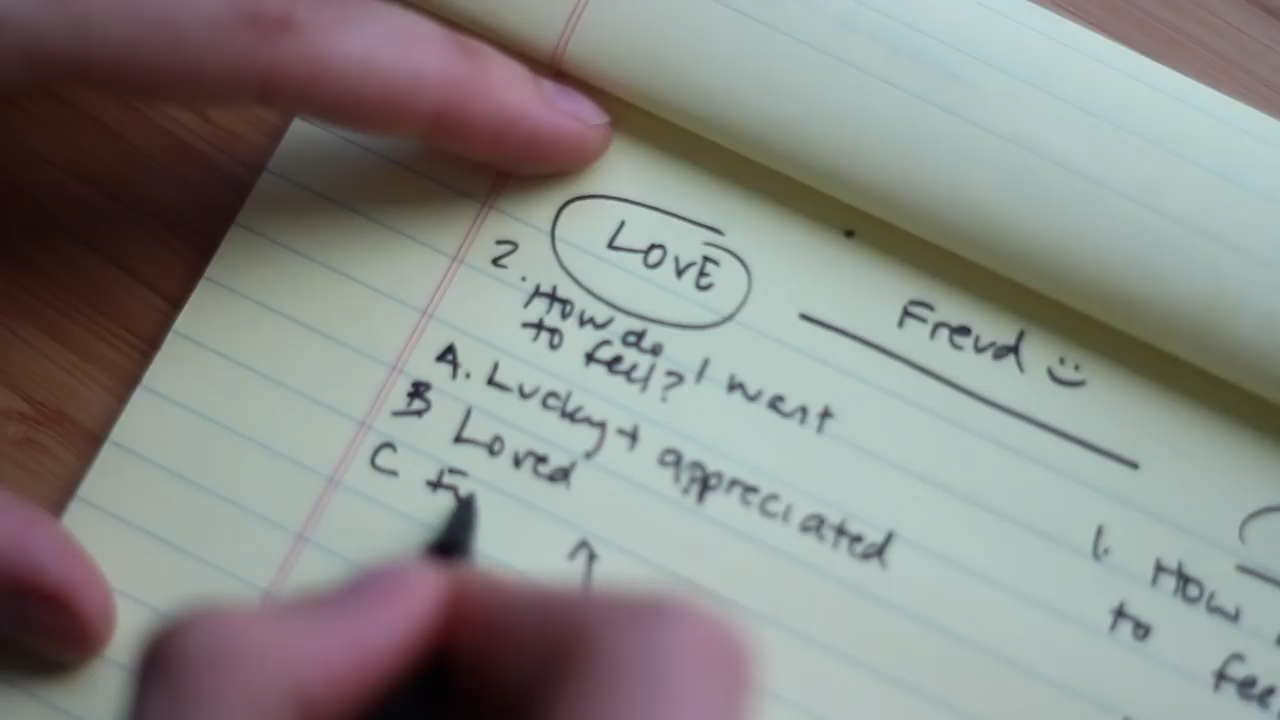 LOVE
2. How do I want
to feel?
A. Lucky + appreciated
B Loved
C
Freud :)
1. How
to